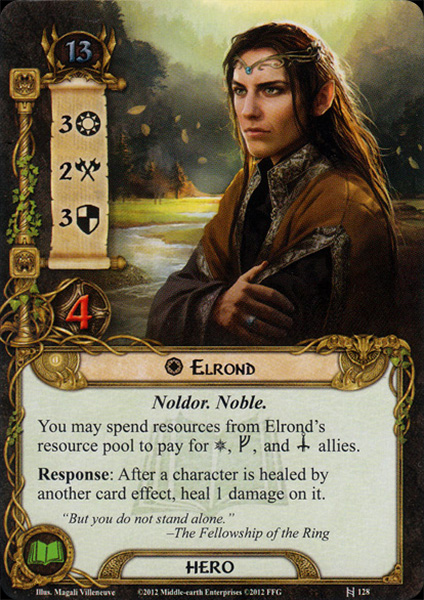 13
3
2
3
4
Elrond
Noldor. Noble.
You may spend resources from Elrond's
resource pool to pay for , , and allies.
Response: After a character is healed by
another card effect, heal 1 damage on it.
"But you do not stand alone."
–The Fellowship of the Ring
HERO
Illus. Magali Villeneuve ©2012 Middle-earth Enterprises ©2012 FFG 128